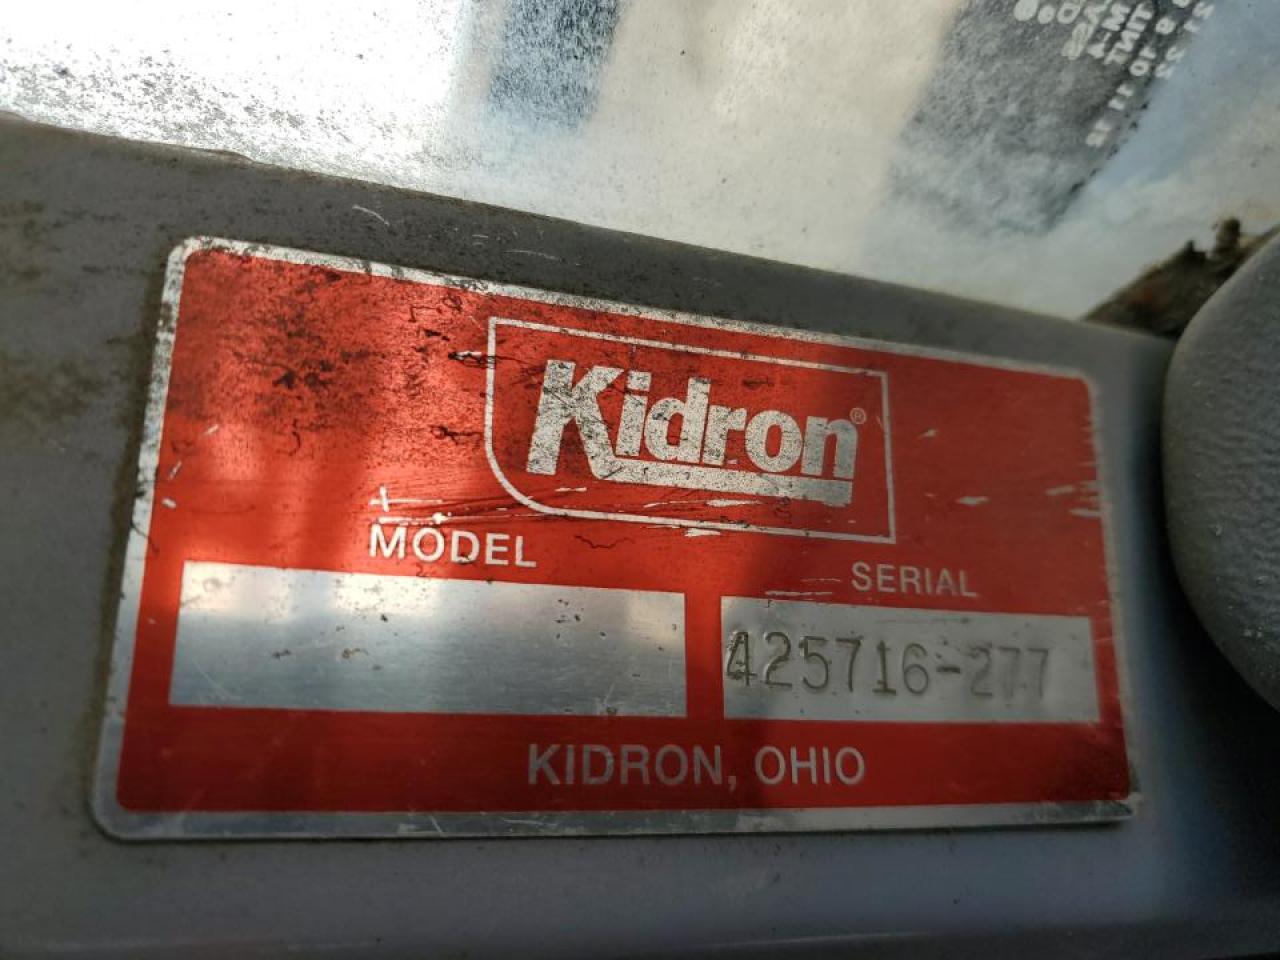 Kidron®
MODEL
SERIAL
425716-277
KIDRON, OHIO